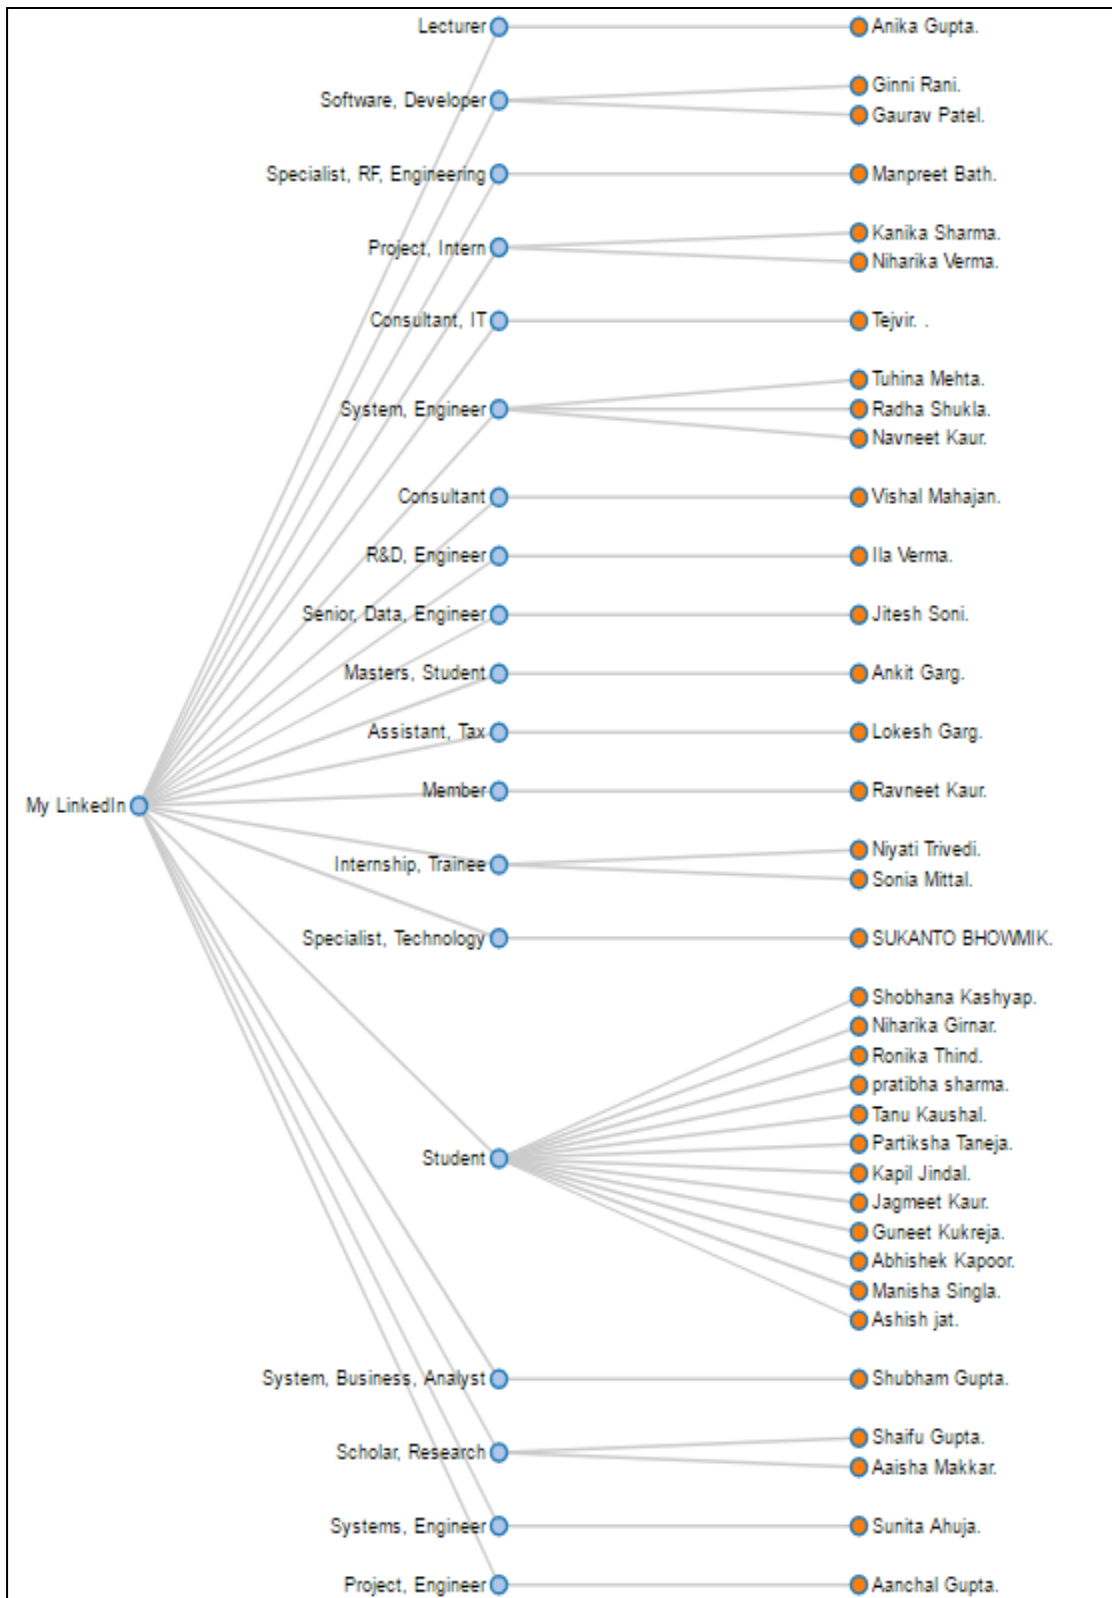 Lecturer
Anika Gupta.
Software, Developer
Ginni Rani.
Gaurav Patel.
Specialist, RF, Engineering
Manpreet Bath.
Project, Intern
Kanika Sharma.
Niharika Verma.
Consultant, IT
Tejvir. .
System, Engineer
Tuhina Mehta.
Radha Shukla.
Navneet Kaur.
Consultant
Vishal Mahajan.
R&D, Engineer
Ila Verma.
Senior, Data, Engineer
Jitesh Soni.
Masters, Student
Ankit Garg.
Assistant, Tax
Lokesh Garg.
Member
Ravneet Kaur.
My LinkedIn
Internship, Trainee
Niyati Trivedi.
Sonia Mittal.
Specialist, Technology
SUKANTO BHOWMIK.
Student
Shobhana Kashyap.
Niharika Girnar.
Ronika Thind.
pratibha sharma.
Tanu Kaushal.
Partiksha Taneja.
Kapil Jindal.
Jagmeet Kaur.
Guneet Kukreja.
Abhishek Kapoor.
Manisha Singla.
Ashish jat.
System, Business, Analyst
Shubham Gupta.
Scholar, Research
Shaifu Gupta.
Aaisha Makkar.
Systems, Engineer
Sunita Ahuja.
Project, Engineer
Aanchal Gupta.